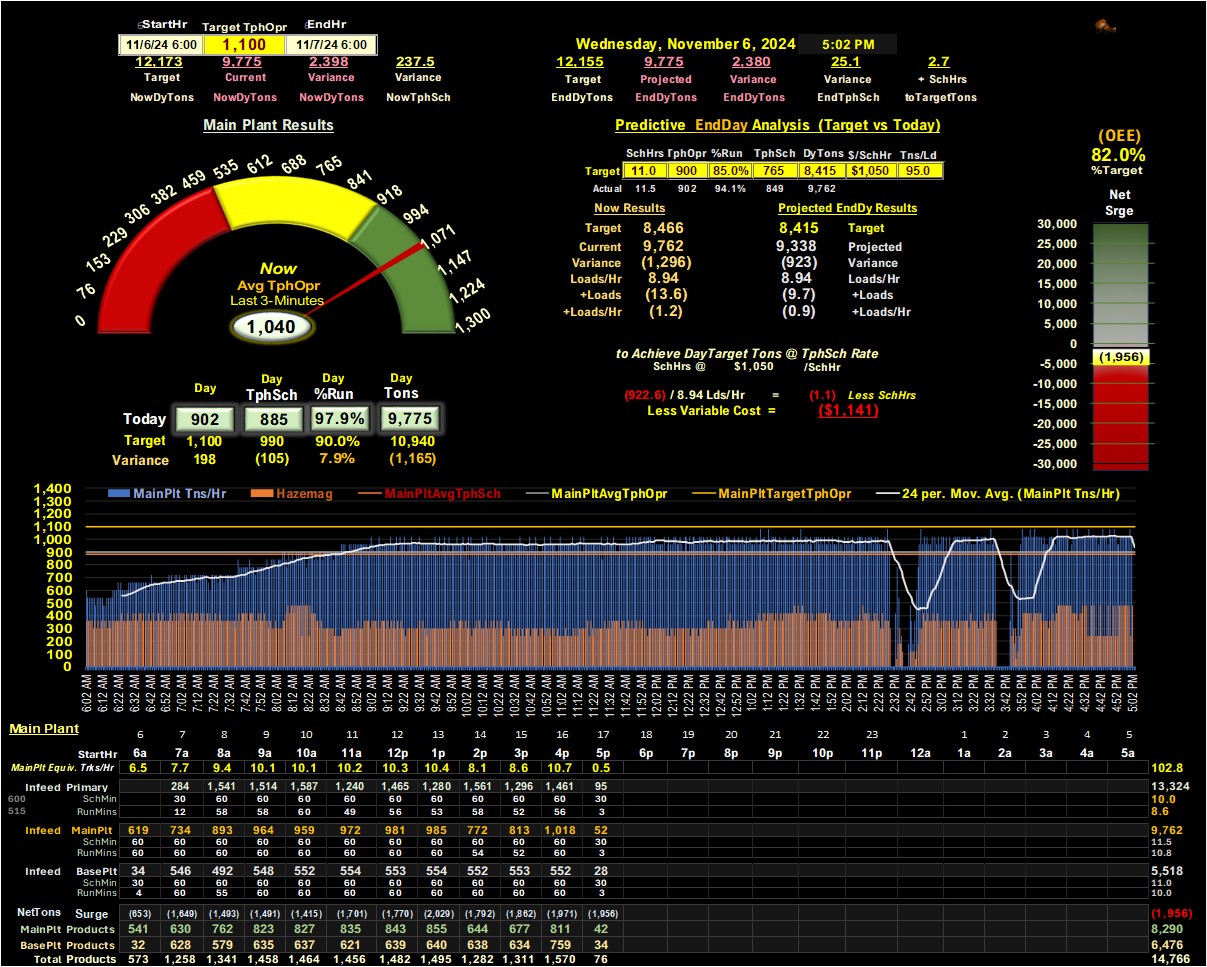 StartHr Target TphOpr EndHr
11/6/24 6:00 1,100 11/7/24 6:00
12,173 9,775 2,398 237.5
Target Current Variance Variance
NowDyTons NowDyTons NowDyTons NowTphSch
Wednesday, November 6, 2024 5:02 PM
12,155 9,775 2,380 25.1 2.7
Target Projected Variance Variance + SchHrs
EndDyTons EndDyTons EndDyTons EndTphSch toTargetTons
Main Plant Results
0 76 153 229 306 382 459 535 612 688 765 841 918 994 1,071 1,147 1,224 1,300
Now
Avg TphOpr
Last 3-Minutes
1,040
Predictive EndDay Analysis (Target vs Today)
SchHrs TphOpr %Run TphSch DyTons $/SchHr Tns/Ld
Target 11.0 900 85.0% 765 8,415 $1,050 95.0
Actual 11.5 902 94.1% 849 9,762
Now Results Projected EndDy Results
Target 8,466 8,415 Target
Current 9,762 9,338 Projected
Variance (1,296) (923) Variance
Loads/Hr 8.94 8.94 Loads/Hr
+Loads (13.6) (9.7) +Loads
+Loads/Hr (1.2) (0.9) +Loads/Hr
to Achieve DayTarget Tons @ TphSch Rate
SchHrs @ $1,050 /SchHr
(922.6) / 8.94 Lds/Hr = (1.1) Less SchHrs
Less Variable Cost = ($1,141)
(OEE)
82.0%
%Target
Net
Srge
30,000
25,000
20,000
15,000
10,000
5,000
0
(1,956)
-5,000
-10,000
-15,000
-20,000
-25,000
-30,000
Day Day TphSch Day %Run Day Tons
Today 902 885 97.9% 9,775
Target 1,100 990 90.0% 10,940
Variance 198 (105) 7.9% (1,165)
MainPlt Tns/Hr Hazemag MainPltAvgTphSch MainPltAvgTphOpr MainPltTargetTphOpr 24 per. Mov. Avg. (MainPlt Tns/Hr)
1,400
1,300
1,200
1,100
1,000
900
800
700
600
500
400
300
200
100
0
6:02 AM 6:12 AM 6:22 AM 6:32 AM 6:42 AM 6:52 AM 7:02 AM 7:12 AM 7:22 AM 7:32 AM 7:42 AM 7:52 AM 8:02 AM 8:12 AM 8:22 AM 8:32 AM 8:42 AM 8:52 AM 9:02 AM 9:12 AM 9:22 AM 9:32 AM 9:42 AM 9:52 AM 10:02 AM 10:12 AM 10:22 AM 10:32 AM 10:42 AM 10:52 AM 11:02 AM 11:12 AM 11:22 AM 11:32 AM 11:42 AM 11:52 AM 12:02 PM 12:12 PM 12:22 PM 12:32 PM 12:42 PM 12:52 PM 1:02 PM 1:12 PM 1:22 PM 1:32 PM 1:42 PM 1:52 PM 2:02 PM 2:12 PM 2:22 PM 2:32 PM 2:42 PM 2:52 PM 3:02 PM 3:12 PM 3:22 PM 3:32 PM 3:42 PM 3:52 PM 4:02 PM 4:12 PM 4:22 PM 4:32 PM 4:42 PM 4:52 PM 5:02 PM
Main Plant 6 7 8 9 10 11 12 13 14 15 16 17 18 19 20 21 22 23 1 2 3 4 5
StartHr 6a 7a 8a 9a 10a 11a 12p 1p 2p 3p 4p 5p 6p 7p 8p 9p 10p 11p 12a 1a 2a 3a 4a 5a
MainPlt Equiv. Trks/Hr 6.5 7.7 9.4 10.1 10.1 10.2 10.3 10.4 8.1 8.6 10.7 0.5 102.8
Infeed Primary 284 1,541 1,514 1,587 1,240 1,465 1,280 1,561 1,296 1,461 95 13,324
600 SchMin 30 60 60 60 60 60 60 60 60 60 30 10.0
515 RunMins 12 58 58 60 49 56 53 58 52 56 3 8.6
Infeed MainPlt 619 734 893 964 959 972 981 985 772 813 1,018 52 9,762
SchMin 60 60 60 60 60 60 60 60 60 60 60 30 11.5
RunMins 60 60 60 60 60 60 60 60 54 52 60 3 10.8
Infeed BasePlt 34 546 492 548 552 554 553 554 552 553 552 28 5,518
SchMin 30 60 60 60 60 60 60 60 60 60 60 30 11.0
RunMins 4 60 55 60 60 60 60 60 60 60 60 3 10.0
NetTons Surge (653) (1,649) (1,493) (1,491) (1,415) (1,701) (1,770) (2,029) (1,792) (1,862) (1,971) (1,956) (1,956)
MainPlt Products 541 630 762 823 827 835 843 855 644 677 811 42 8,290
BasePlt Products 32 628 579 635 637 621 639 640 638 634 759 34 6,476
Total Products 573 1,258 1,341 1,458 1,464 1,456 1,482 1,495 1,282 1,311 1,570 76 14,766